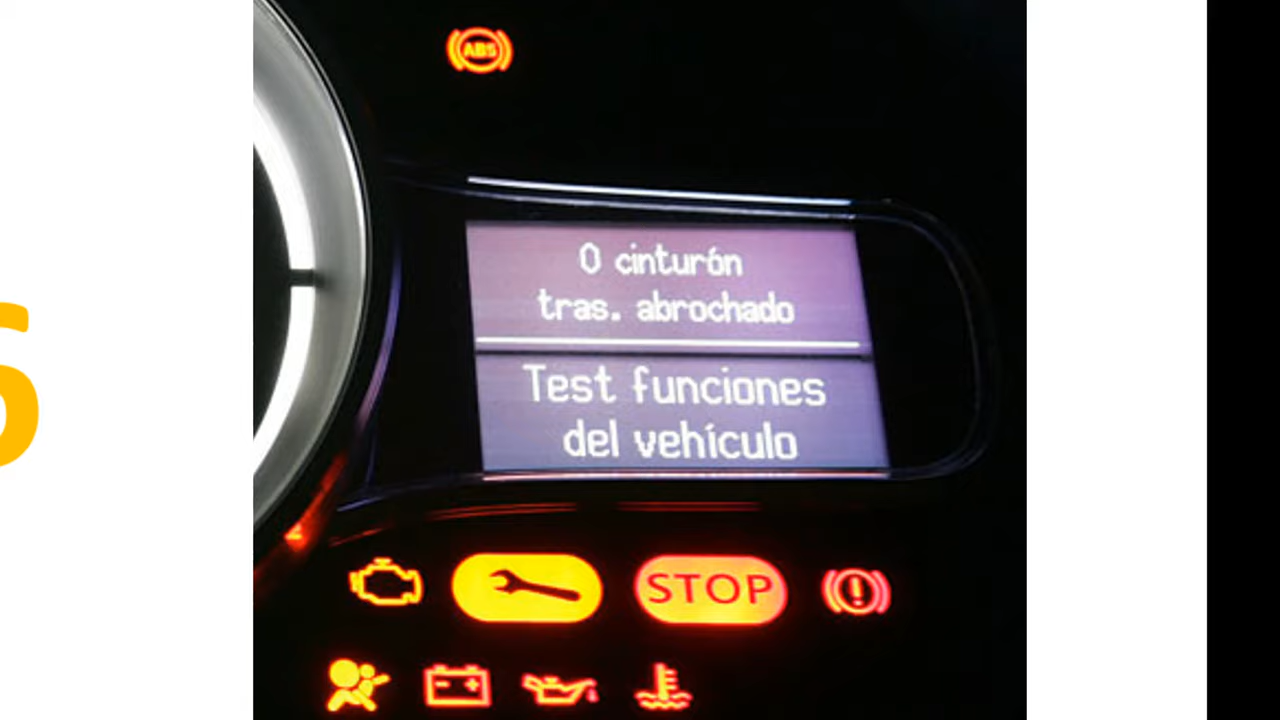 ABS
0 cinturón
tras. abrochado
Test funciones
del vehículo
STOP